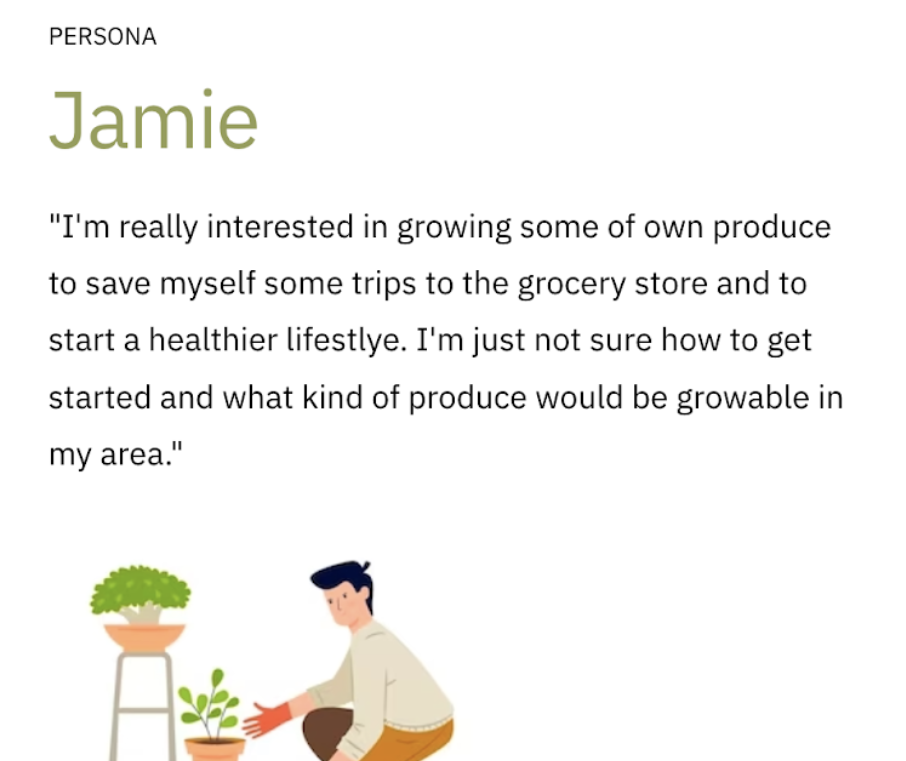 PERSONA
Jamie
"I'm really interested in growing some of own produce
to save myself some trips to the grocery store and to
start a healthier lifestlye. I'm just not sure how to get
started and what kind of produce would be growable in
my area."